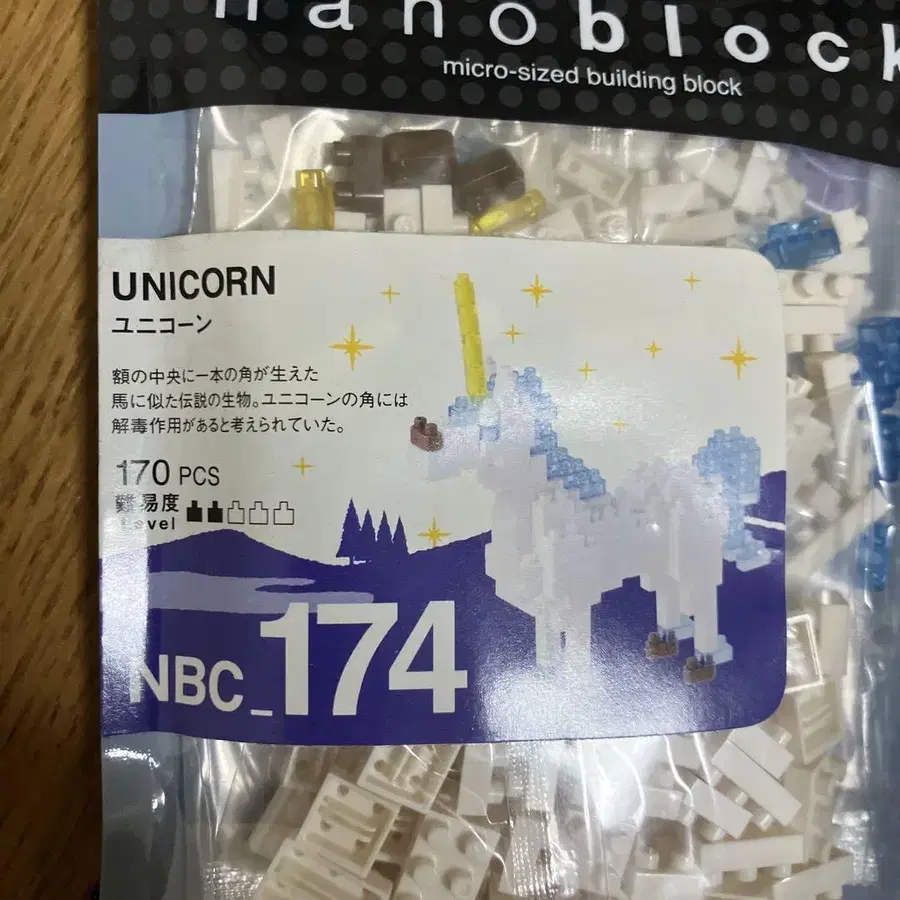 nanoblock
micro-sized building block
UNICORN
ユニコーン
額の中央に一本の角が生えた
馬に似た伝説の生物。ユニコーンの角には
解毒作用があると考えられていた。
170 PCS
難易度
Level
NBC_174